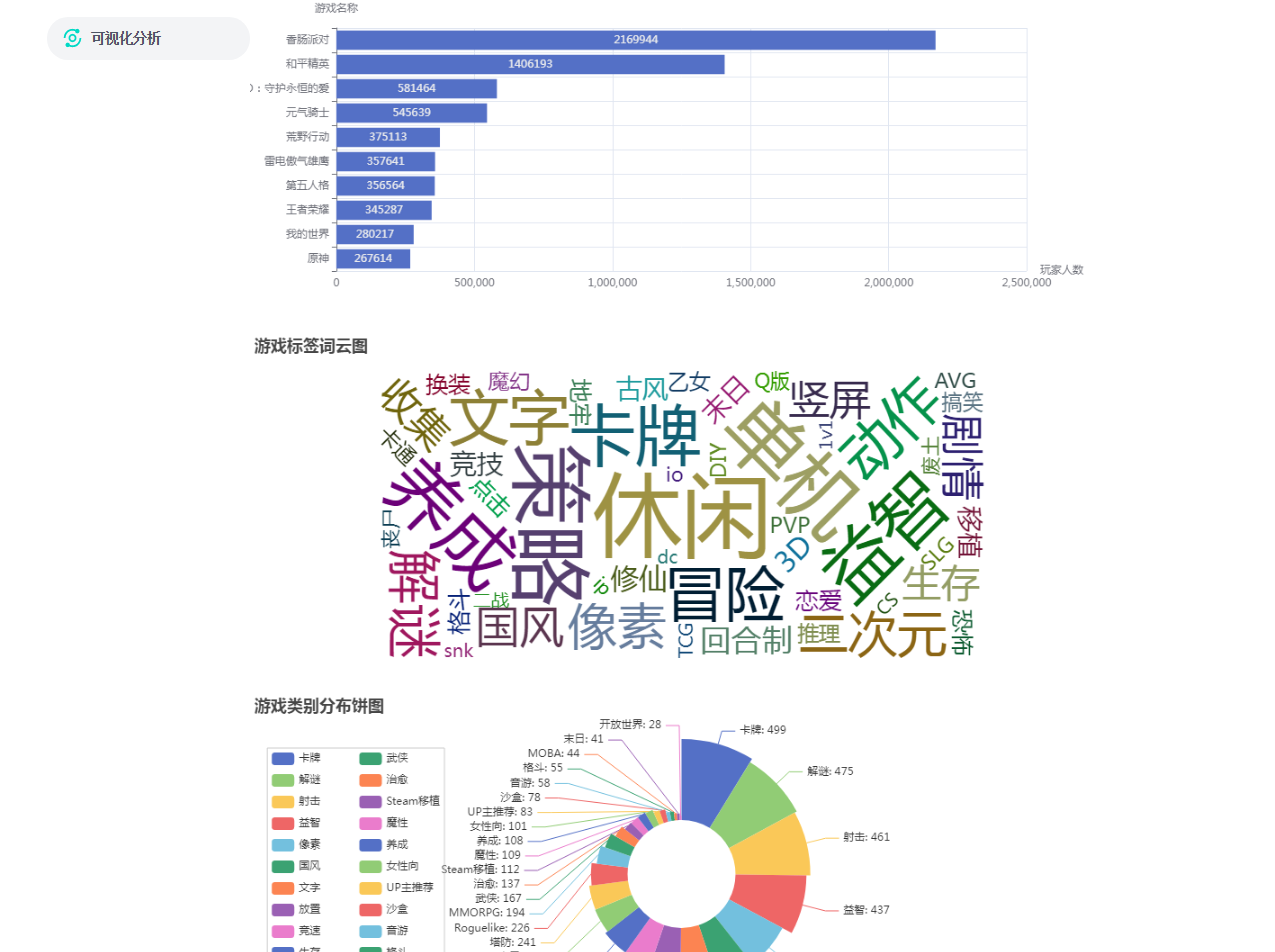 游戏名称
可视化分析
香肠派对 2169944
和平精英 1406193
：守护永恒的爱 581464
元气骑士 545639
荒野行动 375113
雷电傲气雄鹰 357641
第五人格 356564
王者荣耀 345287
我的世界 280217
原神 267614
玩家人数
0 500,000 1,000,000 1,500,000 2,000,000 2,500,000
游戏标签词云图
收集
换装
魔幻
文字
地牢
古风
乙女
末日
Q版
竖屏
AVG
搞笑
动作
剧情
卡牌
单机
1v1
废土
卡通
竞技
io
DIY
点击
养成
策略
休闲
PVP
益智
移植
丧尸
dc
3D
SLG
解谜
修仙
冒险
生存
恋爱
CS
格斗
二战
国风
像素
TCG
回合制
推理
二次元
恐怖
snk
游戏类别分布饼图
卡牌 武侠
解谜 治愈
射击 Steam移植
益智 魔性
像素 养成
国风 女性向
文字 UP主推荐
放置 沙盒
竞速 音游
生存 格斗
开放世界: 28
末日: 41
MOBA: 44
格斗: 55
音游: 58
沙盒: 78
UP主推荐: 83
女性向: 101
养成: 108
魔性: 109
Steam移植: 112
治愈: 137
武侠: 167
MMORPG: 194
Roguelike: 226
塔防: 241
卡牌: 499
解谜: 475
射击: 461
益智: 437